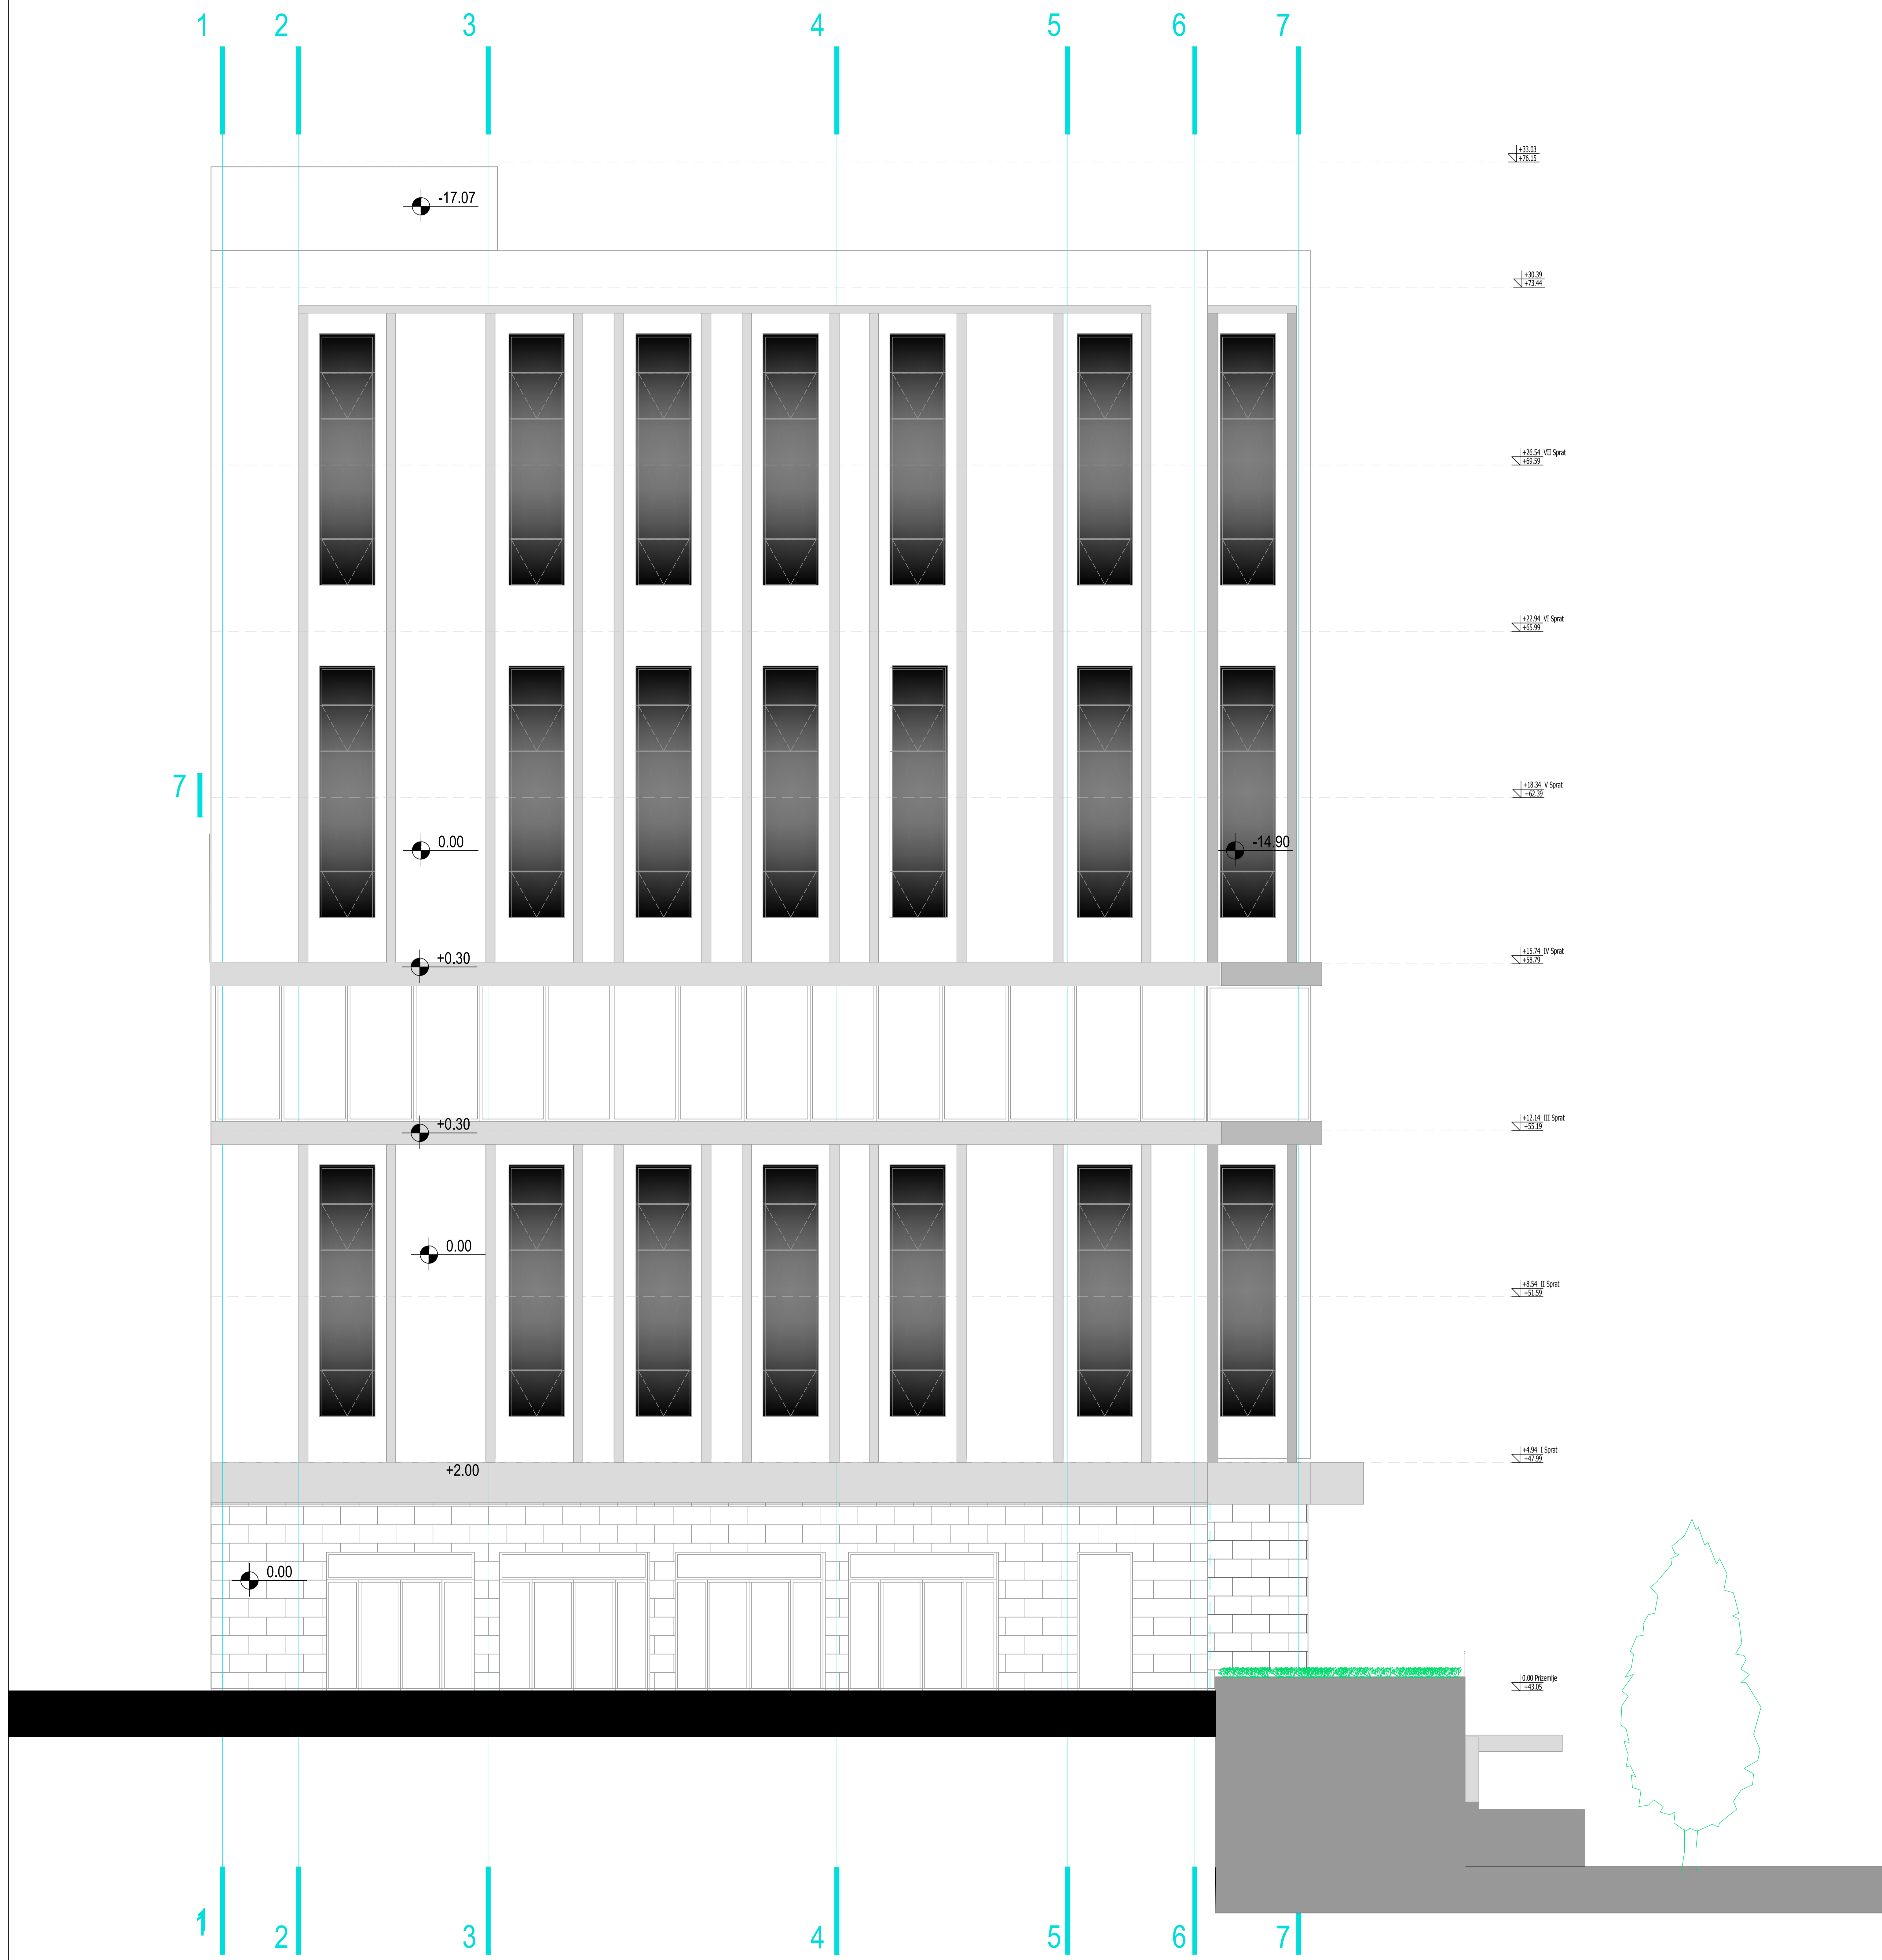 1 2 3 4 5 6 7
+33.03
+76.15
-17.07
+30.39
+73.44
+26.54 VII Sprat
+69.59
+22.94 VI Sprat
+65.99
7
+18.34 V Sprat
+62.39
0.00
-14.90
+0.30
+15.74 IV Sprat
+58.79
+0.30
+12.14 III Sprat
+55.19
0.00
+8.54 II Sprat
+51.59
+4.94 I Sprat
+47.99
+2.00
0.00
0.00 Prizemlje
+43.05
1 2 3 4 5 6 7